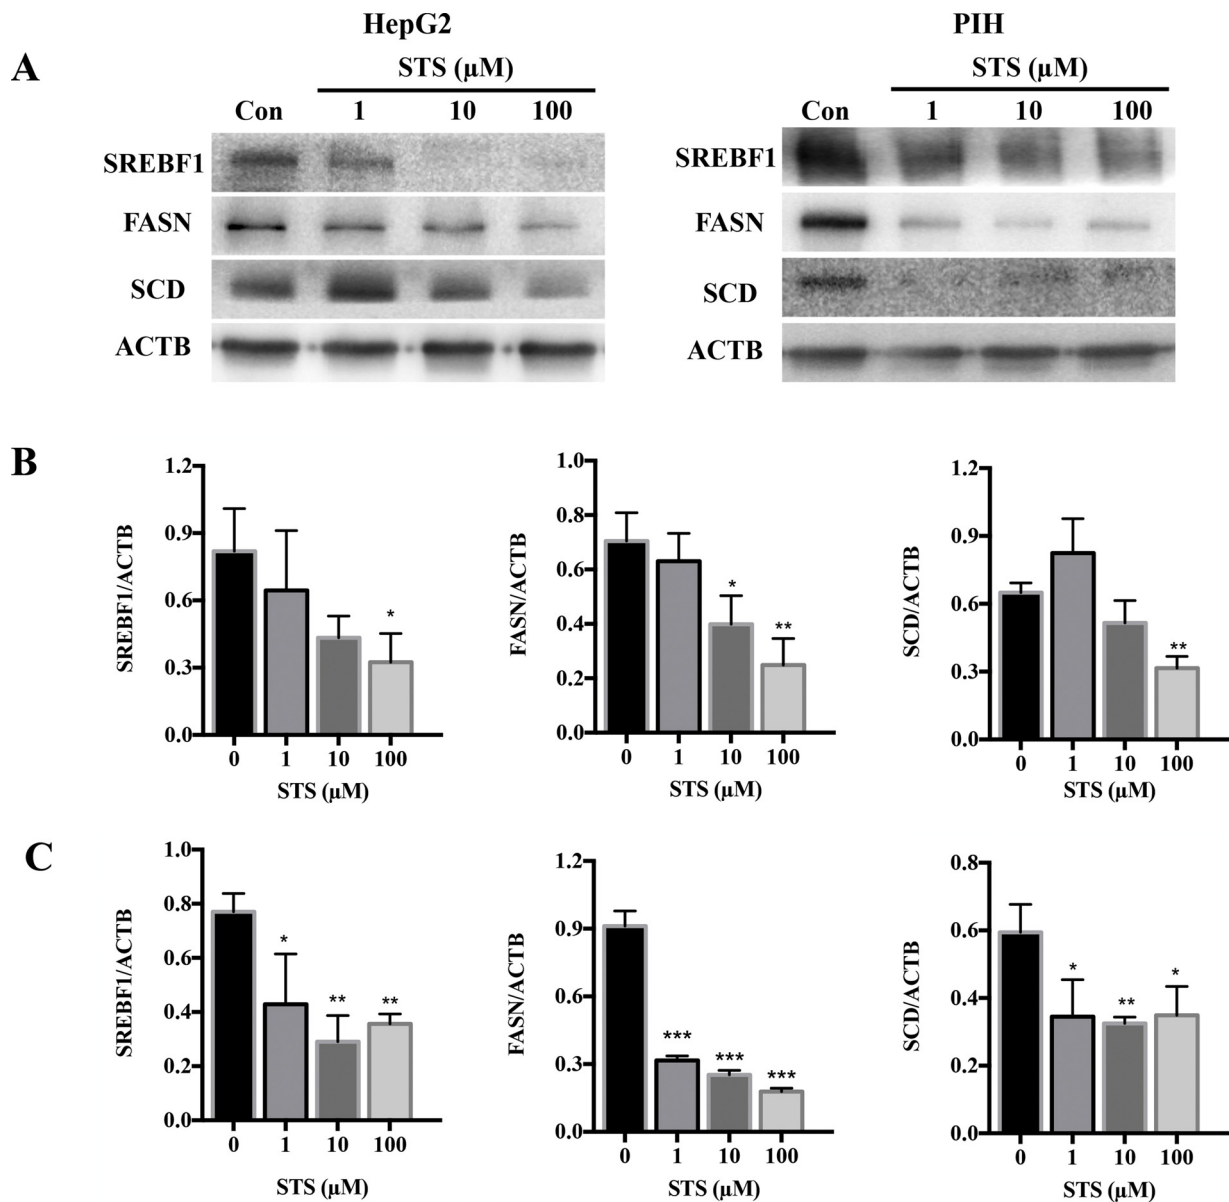 HepG2 PIH
A STS (μM) STS (μM)
Con 1 10 100 Con 1 10 100
SREBF1 SREBF1
FASN FASN
SCD SCD
ACTB ACTB
B
SREBF1/ACTB
1.2
0.9
0.6
0.3
0.0
*
0 1 10 100
STS (μM)
FASN/ACTB
1.0
0.8
0.6
0.4
0.2
0.0
* **
0 1 10 100
STS (μM)
SCD/ACTB
1.2
0.9
0.6
0.3
0.0
**
0 1 10 100
STS (μM)
C
SREBF1/ACTB
1.0
0.8
0.6
0.4
0.2
0.0
* ** **
0 1 10 100
STS (μM)
FASN/ACTB
1.2
0.9
0.6
0.3
0.0
*** *** ***
0 1 10 100
STS (μM)
SCD/ACTB
0.8
0.6
0.4
0.2
0.0
* ** *
0 1 10 100
STS (μM)